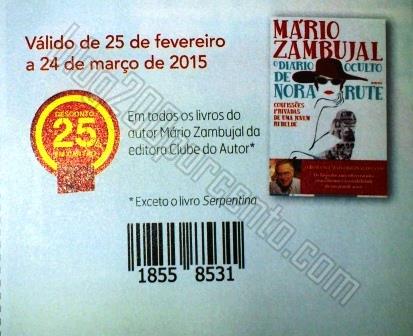 Válido de 25 de fevereiro
a 24 de março de 2015
DESCONTO
25
EM CARTÃO
Em todos os livros do
autor Mário Zambujal da
editora Clube do Autor*
*Exceto o livro Serpentina
1855 8531
MÁRIO
ZAMBUJAL
O DIÁRIO OCULTO
DE
NORA RUTE
CONFISSÕES
PRIVADAS
DE UMA JOVEM
REBELDE